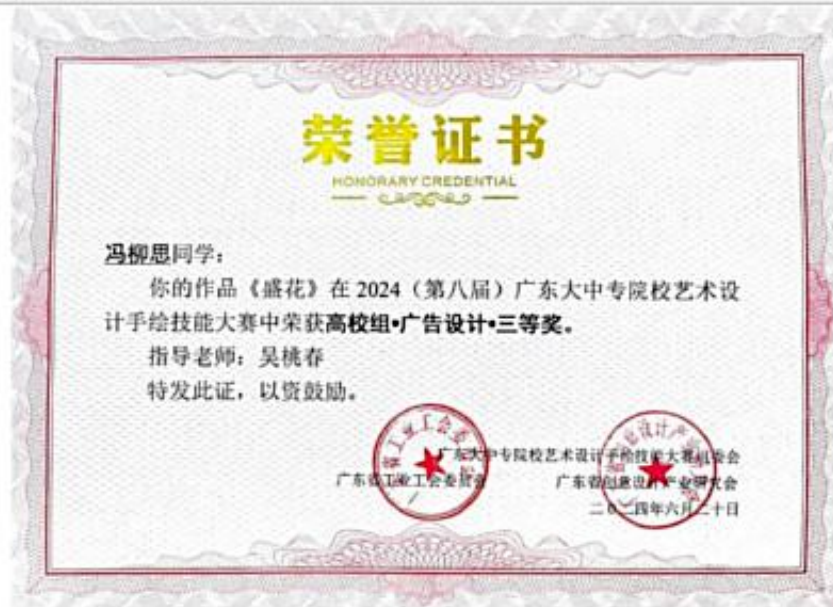 荣誉证书
HONORARY CREDENTIAL
冯柳思同学：
你的作品《盛花》在 2024（第八届）广东大中专院校艺术设
计手绘技能大赛中荣获高校组•广告设计•三等奖。
指导老师：吴桃春
特发此证，以资鼓励。
广东大中专院校艺术设计手绘技能大赛组委会
广东省工业工会委员会 广东省创意设计产业研究会
二〇二四年六月二十日